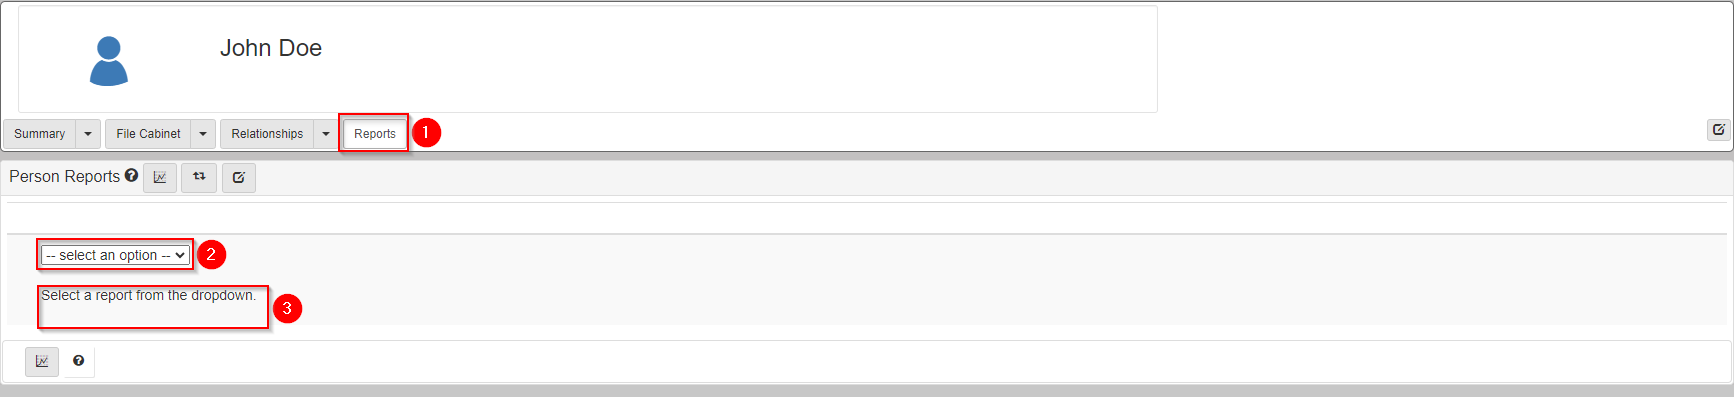 John Doe
Summary File Cabinet Relationships Reports 1
Person Reports
-- select an option -- 2
Select a report from the dropdown. 3